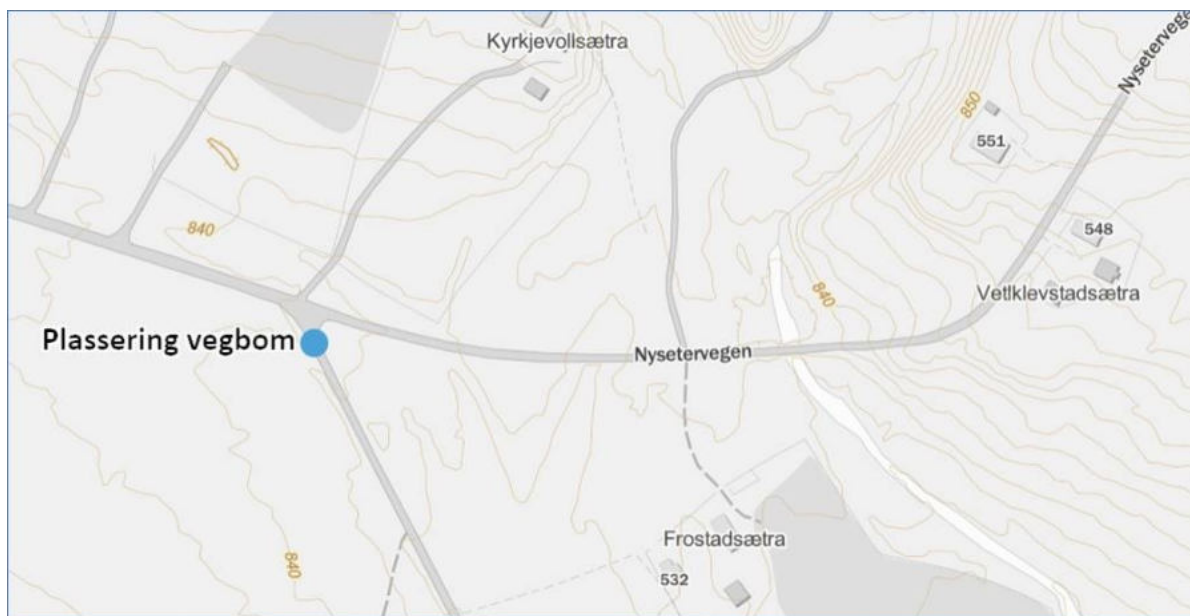 Kyrkjevollsætra
Nysetervege
850
551
840
548
840
Vetlklevstadsætra
Plassering vegbom
Nysetervegen
840
Frostadsætra
532